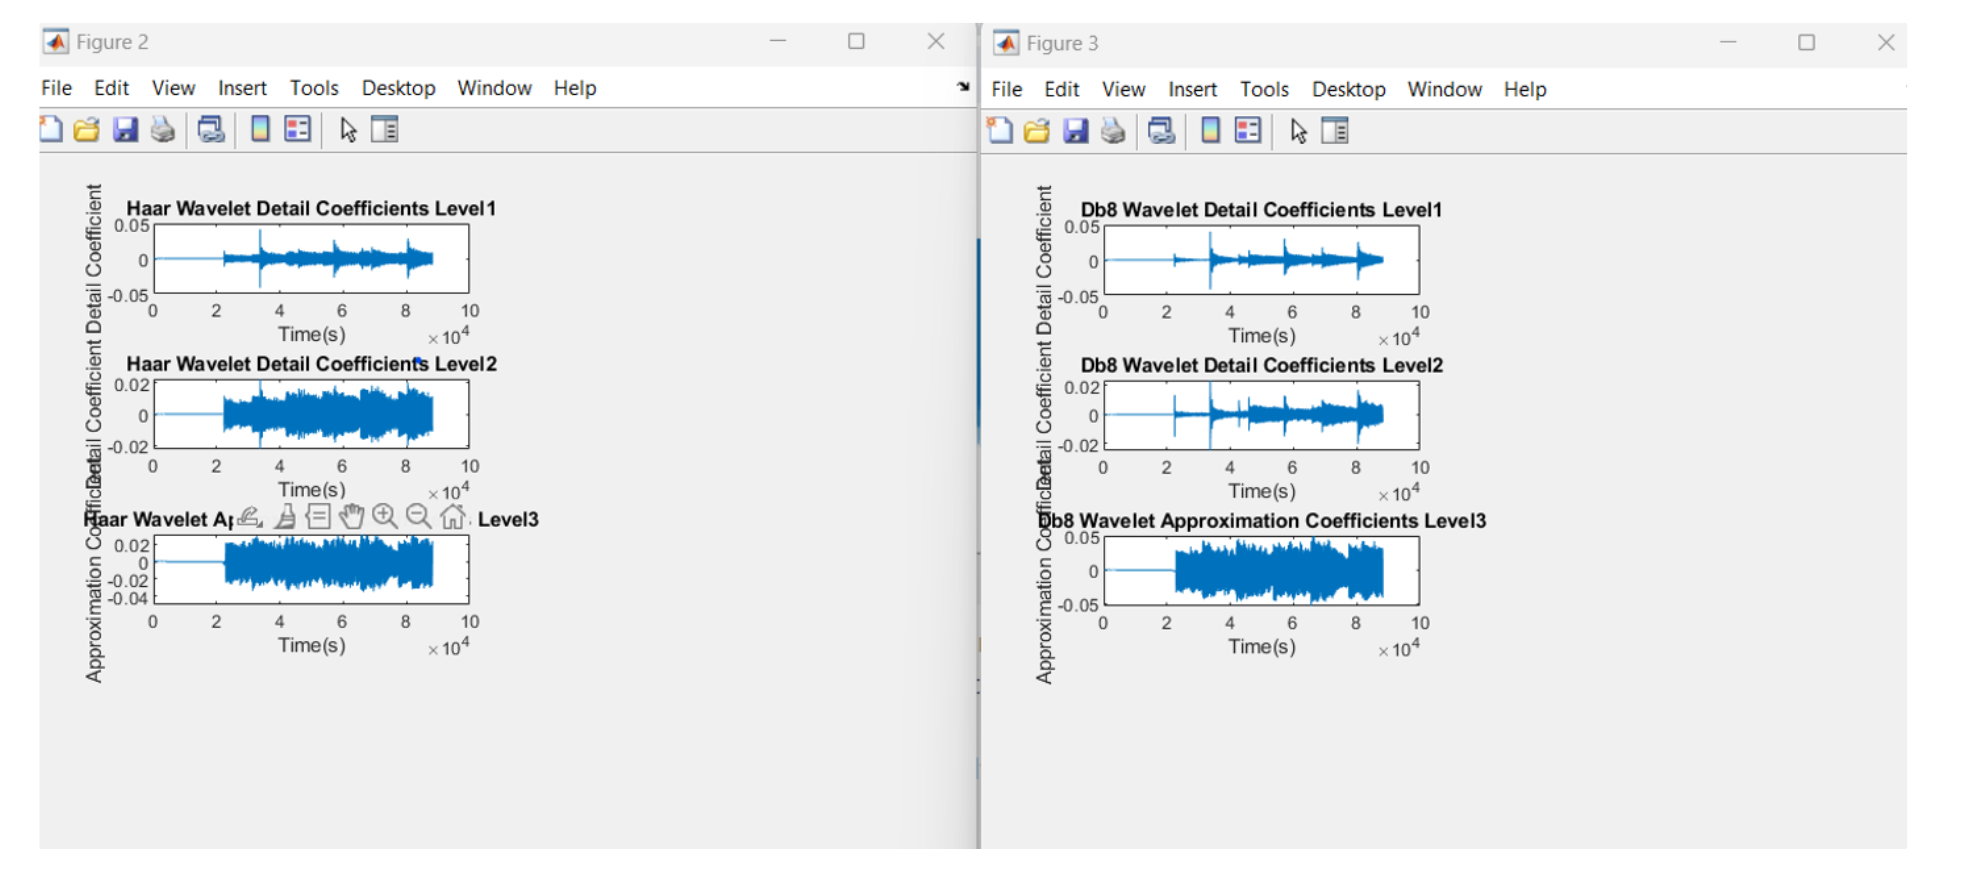 Figure 2
File Edit View Insert Tools Desktop Window Help
Haar Wavelet Detail Coefficients Level1
Detail Coefficient
0.05
0
-0.05
0 2 4 6 8 10
Time(s)
×10^4
Haar Wavelet Detail Coefficients Level2
Detail Coefficient
0.02
0
-0.02
0 2 4 6 8 10
Time(s)
×10^4
Haar Wavelet Level3
Approximation Coefficient
0.02
0
-0.02
-0.04
0 2 4 6 8 10
Time(s)
×10^4
Figure 3
File Edit View Insert Tools Desktop Window Help
Db8 Wavelet Detail Coefficients Level1
Detail Coefficient
0.05
0
-0.05
0 2 4 6 8 10
Time(s)
×10^4
Db8 Wavelet Detail Coefficients Level2
Detail Coefficient
0.02
0
-0.02
0 2 4 6 8 10
Time(s)
×10^4
Db8 Wavelet Approximation Coefficients Level3
Approximation Coefficient
0.05
0
-0.05
0 2 4 6 8 10
Time(s)
×10^4